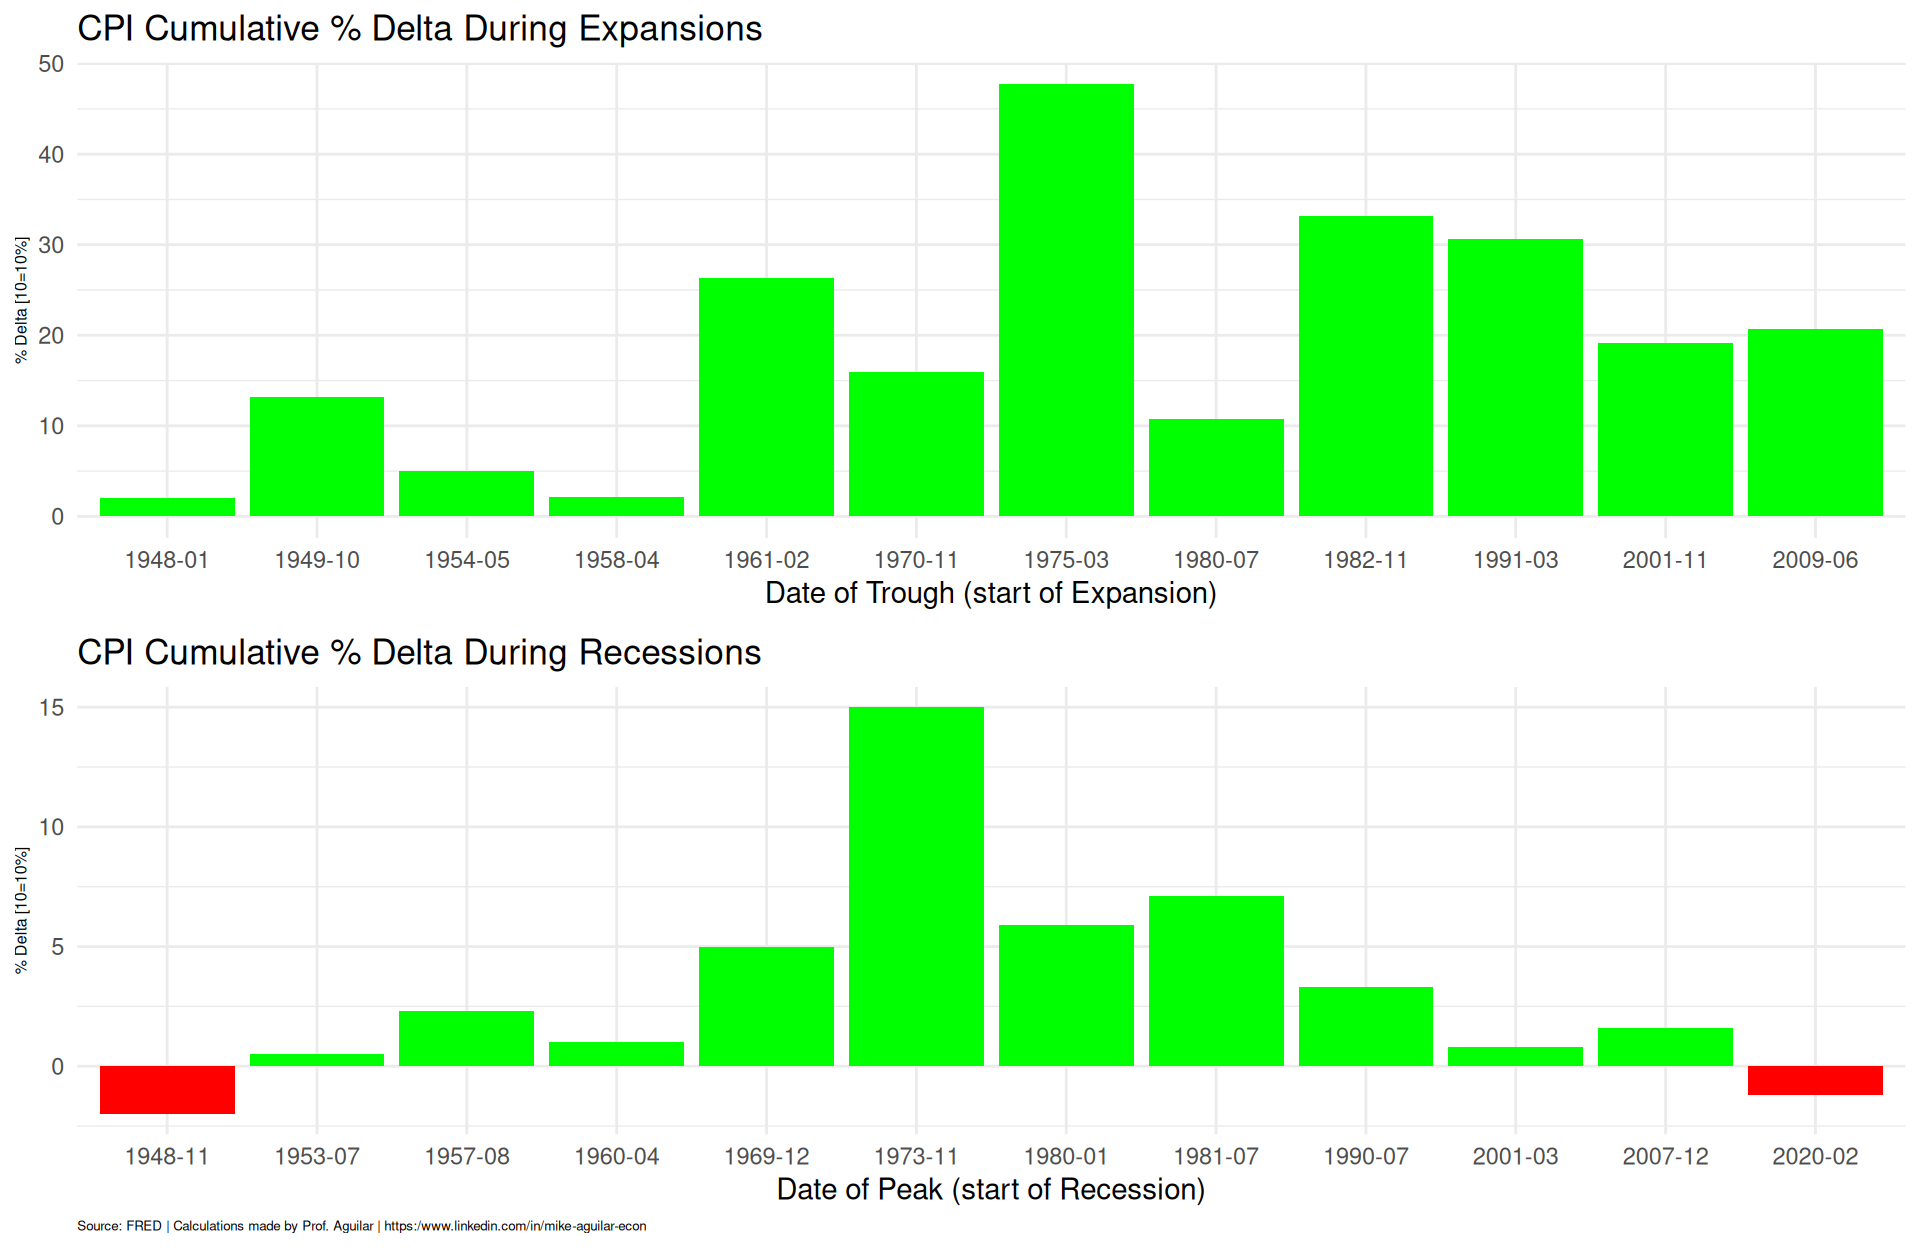 CPI Cumulative % Delta During Expansions
% Delta [10=10%]
50
40
30
20
10
0
1948-01 1949-10 1954-05 1958-04 1961-02 1970-11 1975-03 1980-07 1982-11 1991-03 2001-11 2009-06
Date of Trough (start of Expansion)
CPI Cumulative % Delta During Recessions
% Delta [10=10%]
15
10
5
0
1948-11 1953-07 1957-08 1960-04 1969-12 1973-11 1980-01 1981-07 1990-07 2001-03 2007-12 2020-02
Date of Peak (start of Recession)
Source: FRED | Calculations made by Prof. Aguilar | https:/www.linkedin.com/in/mike-aguilar-econ